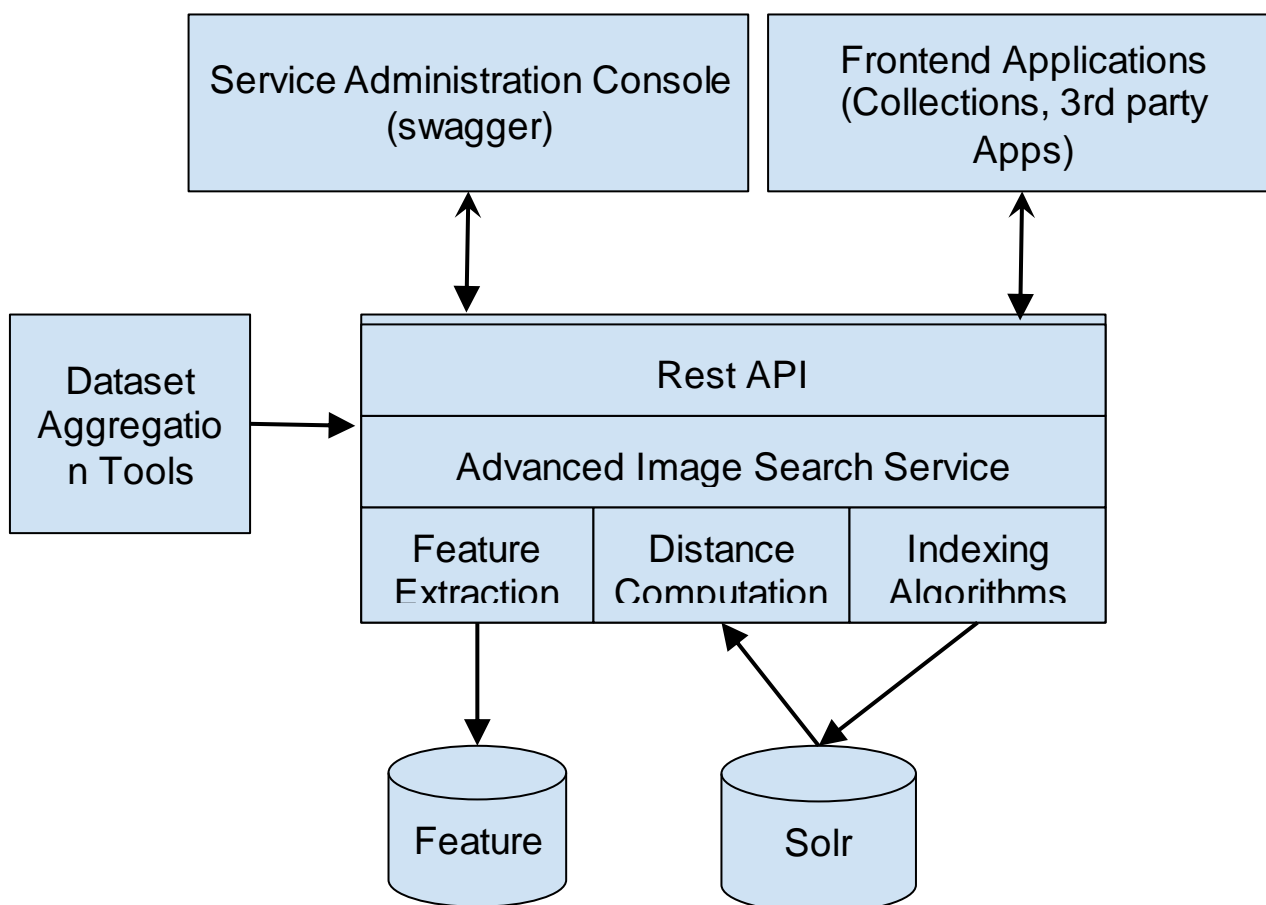 Service Administration Console
(swagger)
Frontend Applications
(Collections, 3rd party
Apps)
Dataset
Aggregatio
n Tools
Rest API
Advanced Image Search Service
Feature
Extraction
Distance
Computation
Indexing
Algorithms
Feature
Solr